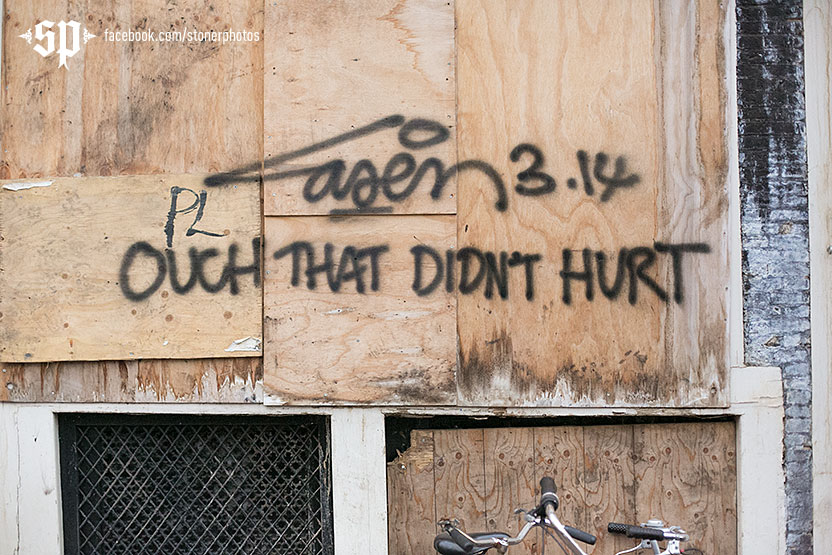 SP facebook.com/stonerphotos
Laser 3.14
PL
OUCH THAT DIDN'T HURT